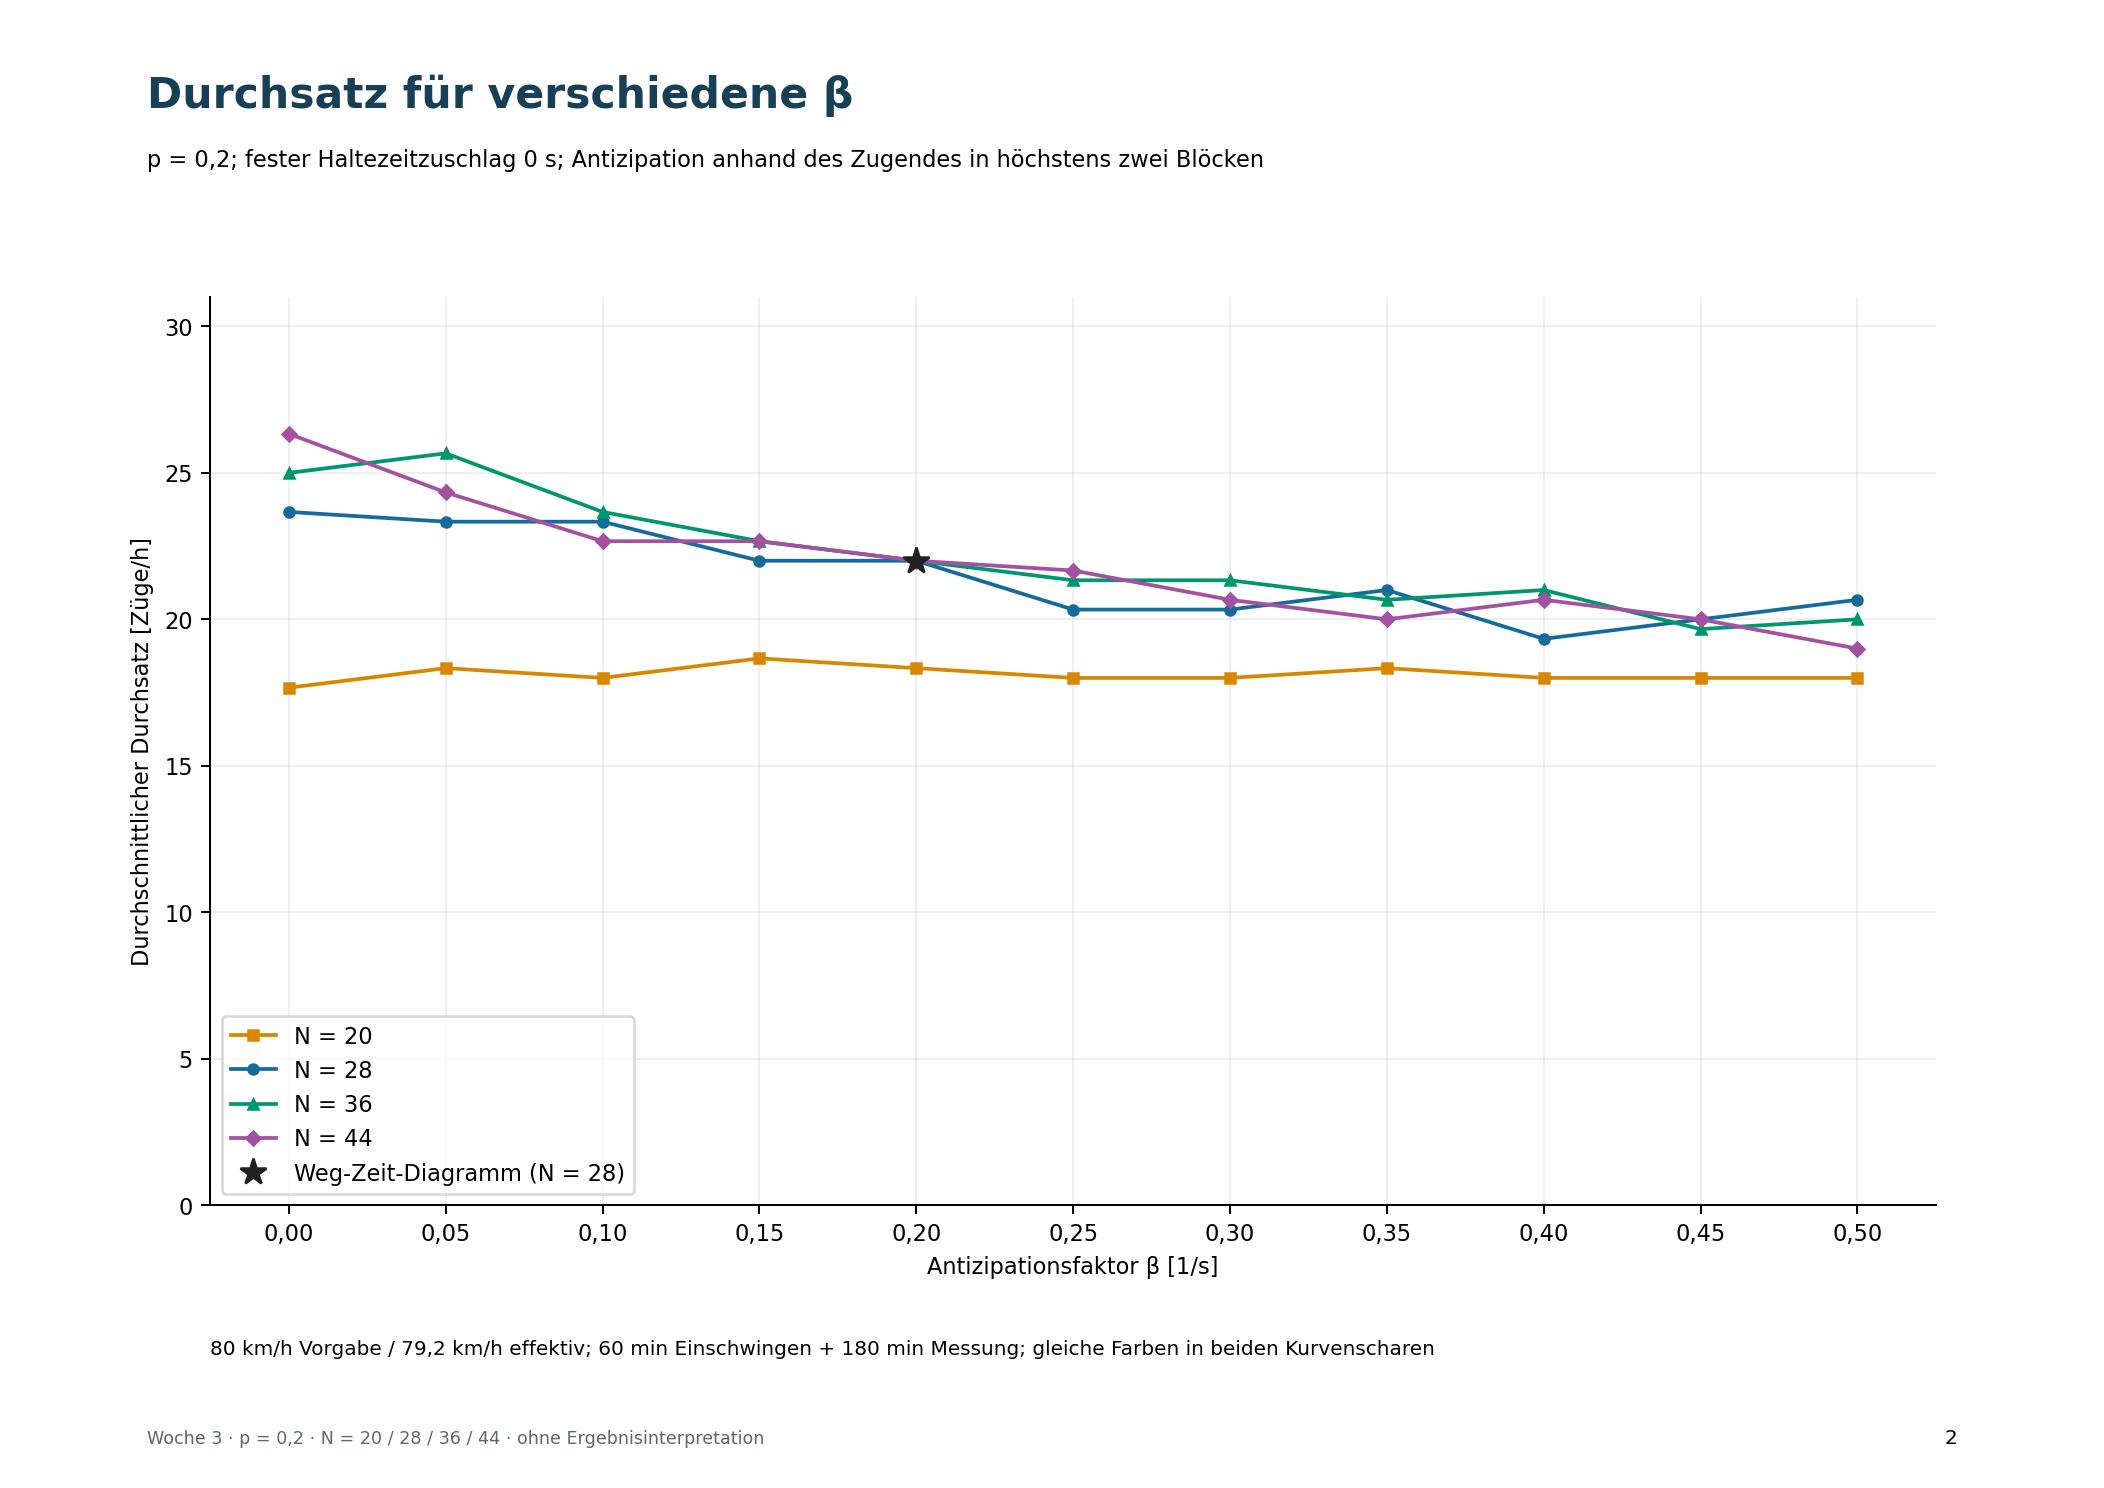 Durchsatz für verschiedene β
p = 0,2; fester Haltezeitzuschlag 0 s; Antizipation anhand des Zugendes in höchstens zwei Blöcken
Durchschnittlicher Durchsatz [Züge/h]
30
25
20
15
10
5
0
N = 20
N = 28
N = 36
N = 44
Weg-Zeit-Diagramm (N = 28)
0,00 0,05 0,10 0,15 0,20 0,25 0,30 0,35 0,40 0,45 0,50
Antizipationsfaktor β [1/s]
80 km/h Vorgabe / 79,2 km/h effektiv; 60 min Einschwingen + 180 min Messung; gleiche Farben in beiden Kurvenscharen
Woche 3 · p = 0,2 · N = 20 / 28 / 36 / 44 · ohne Ergebnisinterpretation
2